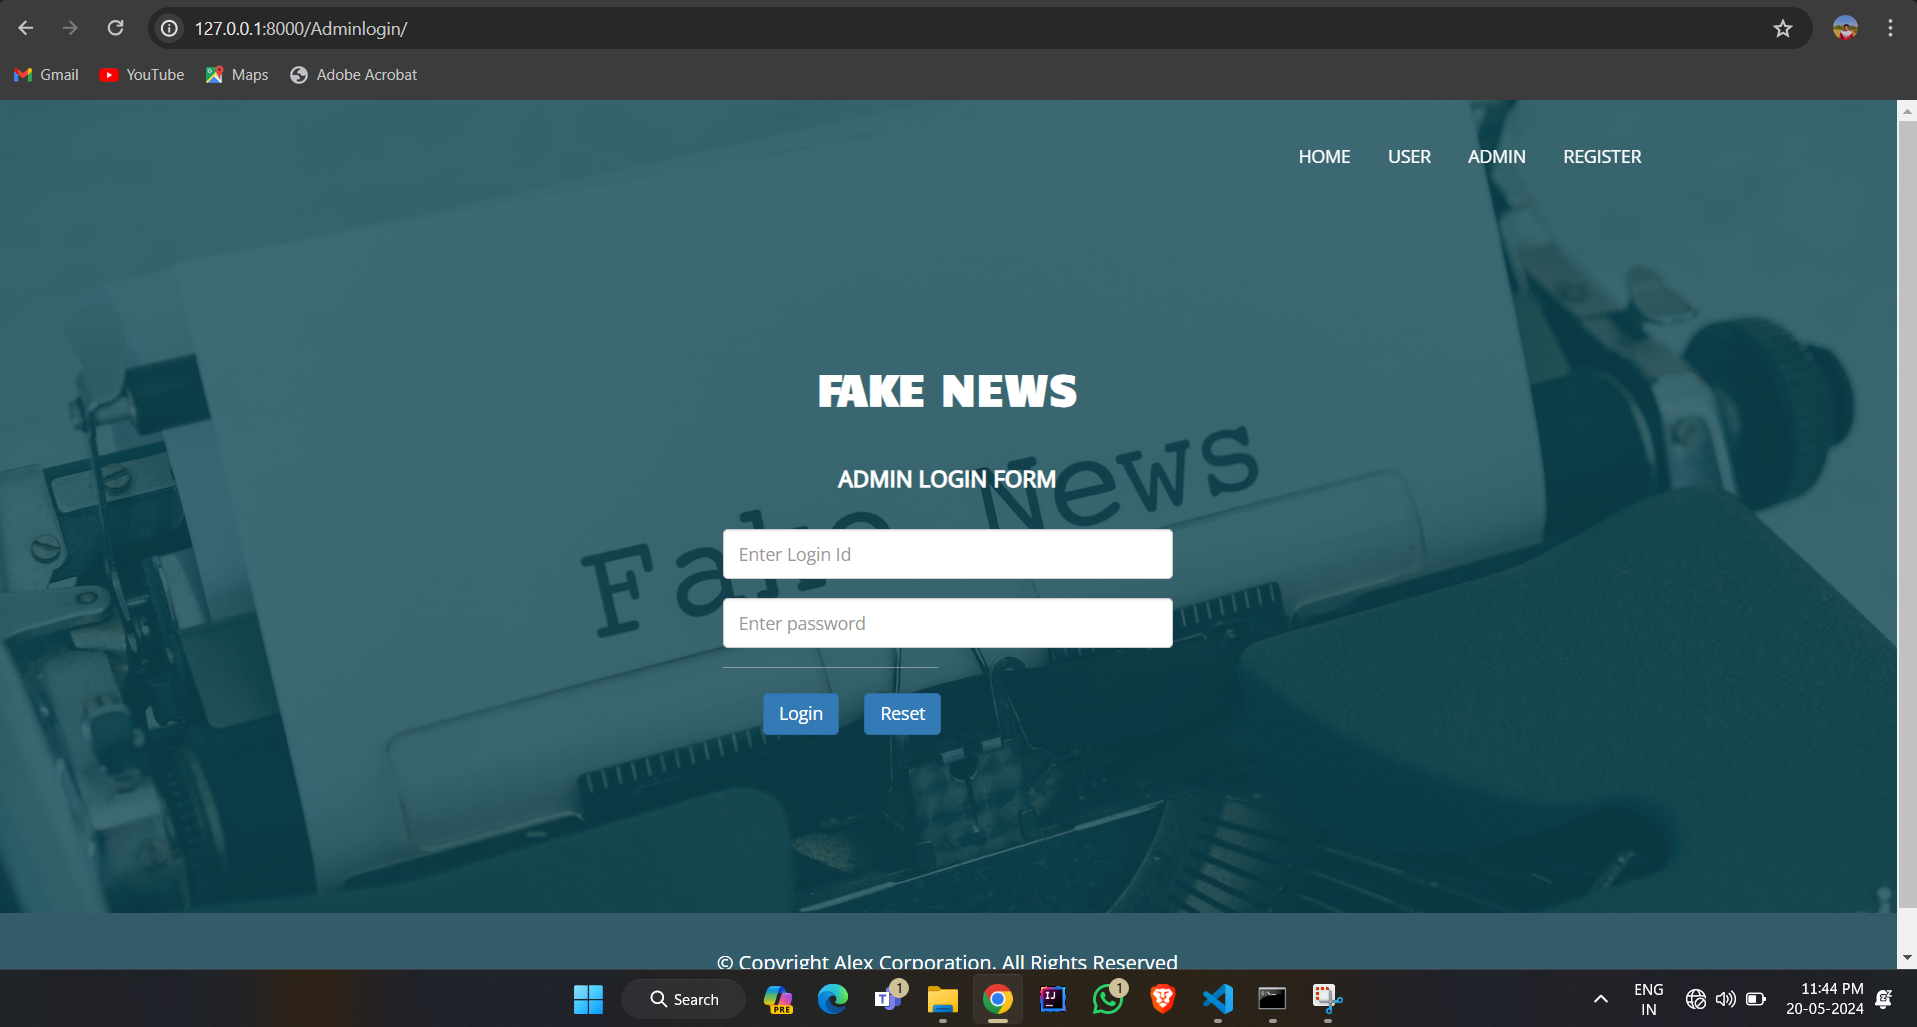 127.0.0.1:8000/Adminlogin/
Gmail YouTube Maps Adobe Acrobat
HOME USER ADMIN REGISTER
FAKE NEWS
ADMIN LOGIN FORM
Fake News
Enter Login Id
Enter password
Login Reset
© Copyright Alex Corporation. All Rights Reserved
Search PRE T 1 IJ 1 ENG IN 11:44 PM 20-05-2024